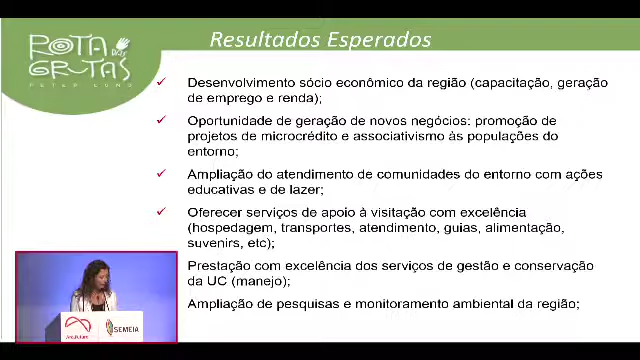 ROTA
DAS
GRUTAS
PETER LUND
Resultados Esperados
Desenvolvimento sócio econômico da região (capacitação, geração
de emprego e renda);
Oportunidade de geração de novos negócios: promoção de
projetos de microcrédito e associativismo às populações do
entorno;
Ampliação do atendimento de comunidades do entorno com ações
educativas e de lazer;
Oferecer serviços de apoio à visitação com excelência
(hospedagem, transportes, atendimento, guias, alimentação,
suvenirs, etc);
Prestação com excelência dos serviços de gestão e conservação
da UC (manejo);
Ampliação de pesquisas e monitoramento ambiental da região;
ArcoFuturo
SEMEIA